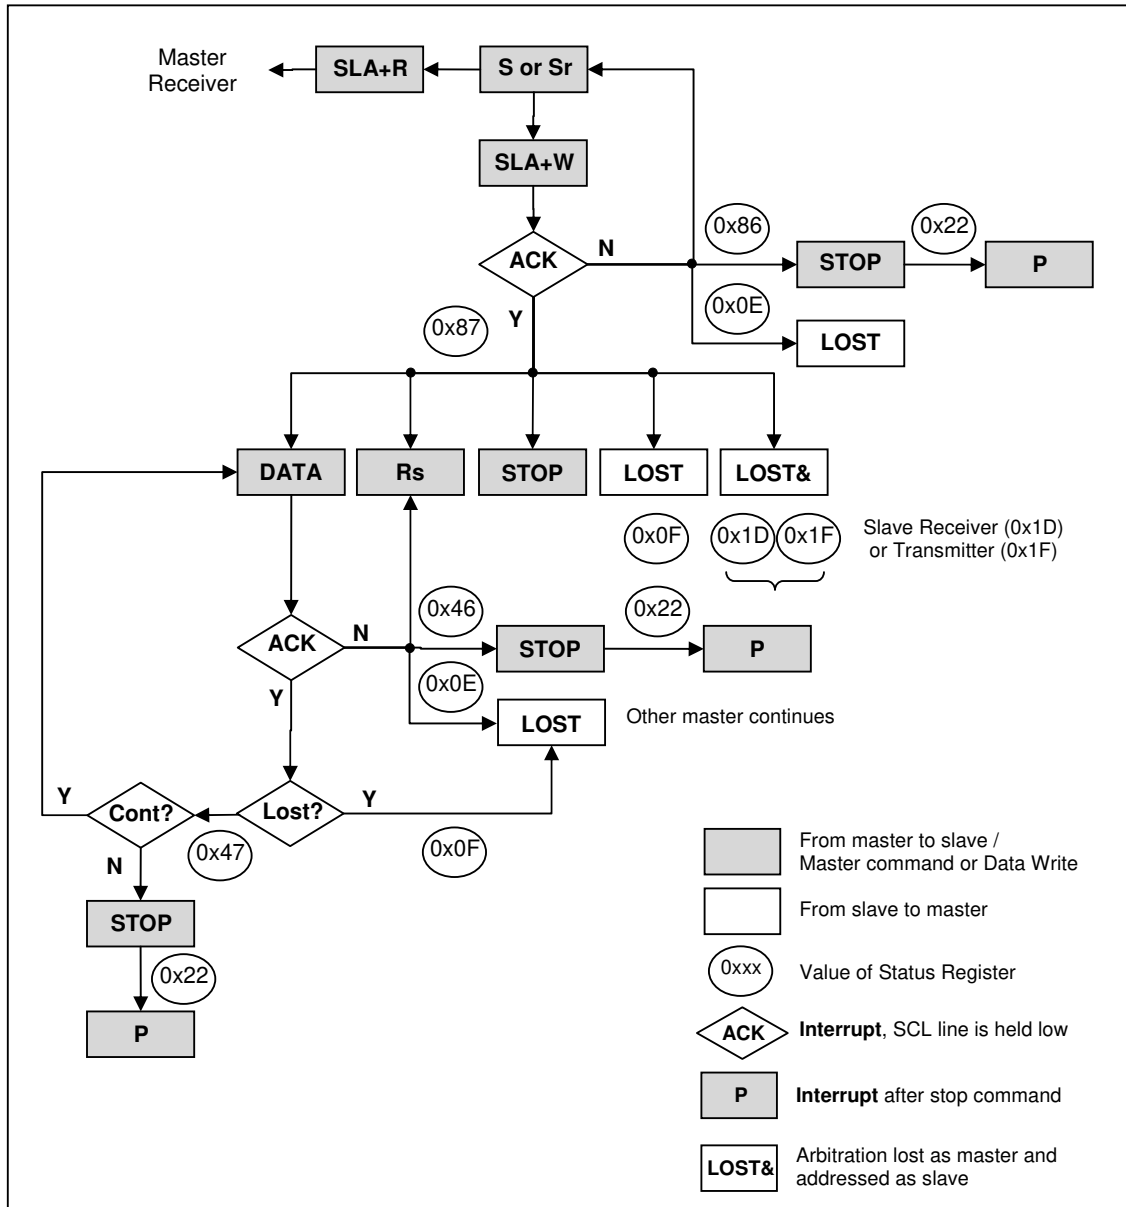 Master
Receiver
SLA+R
S or Sr
SLA+W
ACK
N
0x86
0x22
STOP
P
Y
0x87
0x0E
LOST
DATA
Rs
STOP
LOST
LOST&
0x0F
0x1D
0x1F
Slave Receiver (0x1D)
or Transmitter (0x1F)
ACK
N
0x46
0x22
STOP
P
Y
0x0E
LOST
Other master continues
Y
Cont?
Lost?
Y
0x47
0x0F
N
STOP
0x22
P
From master to slave /
Master command or Data Write
From slave to master
0xxx
Value of Status Register
ACK
Interrupt, SCL line is held low
P
Interrupt after stop command
LOST&
Arbitration lost as master and
addressed as slave